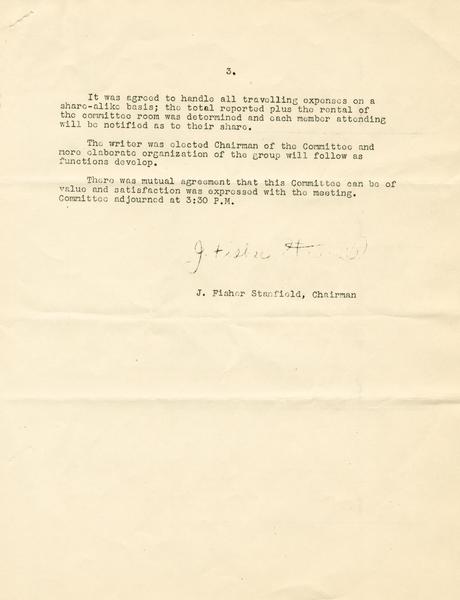 3.
It was agreed to handle all travelling expenses on a
share-alike basis; the total reported plus the rental of
the committee room was determined and each member attending
will be notified as to their share.
The writer was elected Chairman of the Committee and
more elaborate organization of the group will follow as
functions develop.
There was mutual agreement that this Committee can be of
value and satisfaction was expressed with the meeting.
Committee adjourned at 3:30 P.M.
J. Fisher
J. Fisher Stanfield, Chairman